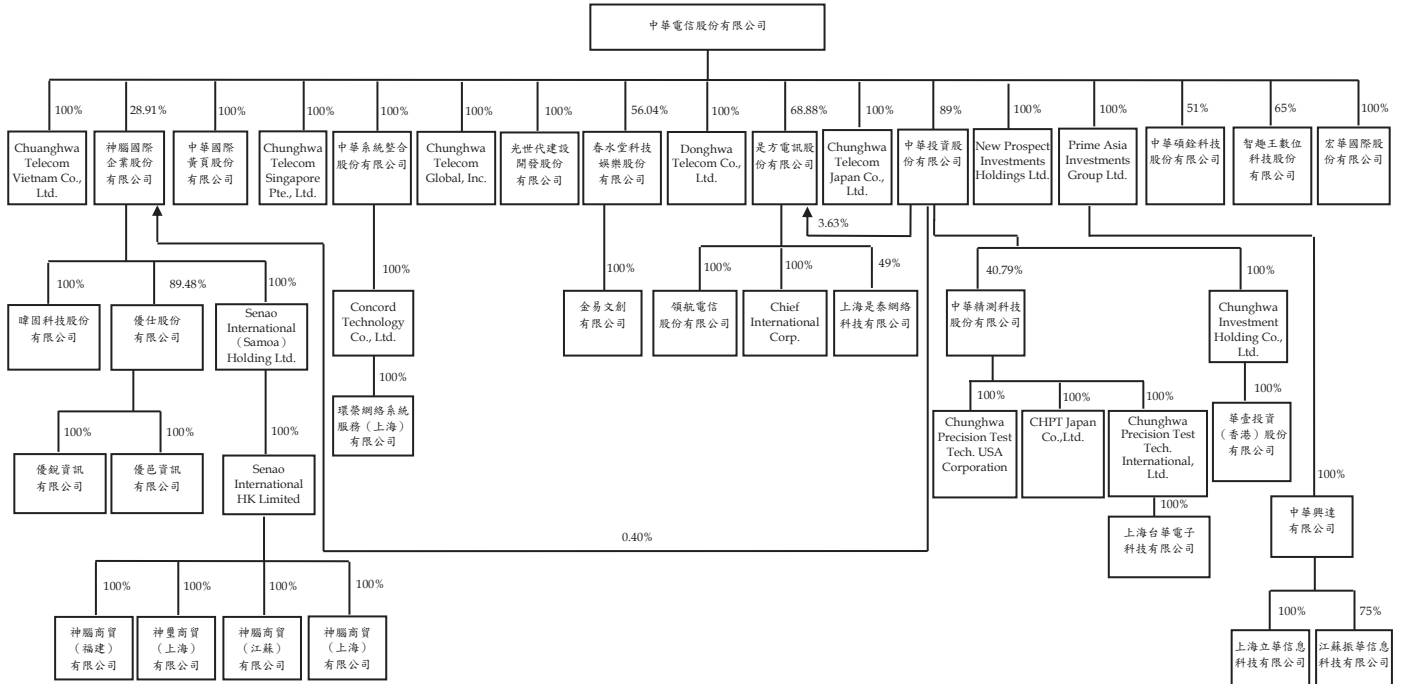 中華電信股份有限公司
100%
28.91%
100%
100%
100%
100%
100%
56.04%
100%
68.88%
100%
89%
100%
100%
51%
65%
100%
Chuanghwa
Telecom
Vietnam Co.,
Ltd.
神腦國際
企業股份
有限公司
中華國際
黃頁股份
有限公司
Chunghwa
Telecom
Singapore
Pte., Ltd.
中華系統整合
股份有限公司
Chunghwa
Telecom
Global, Inc.
光世代建設
開發股份
有限公司
春水堂科技
娛樂股份
有限公司
Donghwa
Telecom Co.,
Ltd.
是方電訊股
份有限公司
Chunghwa
Telecom
Japan Co.,
Ltd.
中華投資股
份有限公司
New Prospect
Investments
Holdings Ltd.
Prime Asia
Investments
Group Ltd.
中華碩銓科技
股份有限公司
智趣王數位
科技股份
有限公司
宏華國際股
份有限公司
3.63%
100%
89.48%
100%
100%
100%
100%
100%
49%
40.79%
100%
暐固科技股份
有限公司
優仕股份
有限公司
Senao
International
（Samoa）
Holding Ltd.
Concord
Technology
Co., Ltd.
金易文創
有限公司
領航電信
股份有限公司
Chief
International
Corp.
上海是泰網絡
科技有限公司
中華精測科技
股份有限公司
Chunghwa
Investment
Holding Co.,
Ltd.
100%
100%
100%
100%
100%
100%
100%
100%
優銳資訊
有限公司
優邑資訊
有限公司
Senao
International
HK Limited
環榮網絡系統
服務（上海）
有限公司
Chunghwa
Precision Test
Tech. USA
Corporation
CHPT Japan
Co.,Ltd.
Chunghwa
Precision Test
Tech.
International,
Ltd.
華壹投資
（香港）股份
有限公司
100%
100%
0.40%
上海台華電子
科技有限公司
中華興達
有限公司
100%
100%
100%
100%
100%
75%
神腦商貿
（福建）
有限公司
神璽商貿
（上海）
有限公司
神腦商貿
（江蘇）
有限公司
神腦商貿
（上海）
有限公司
上海立華信息
科技有限公司
江蘇振華信息
科技有限公司